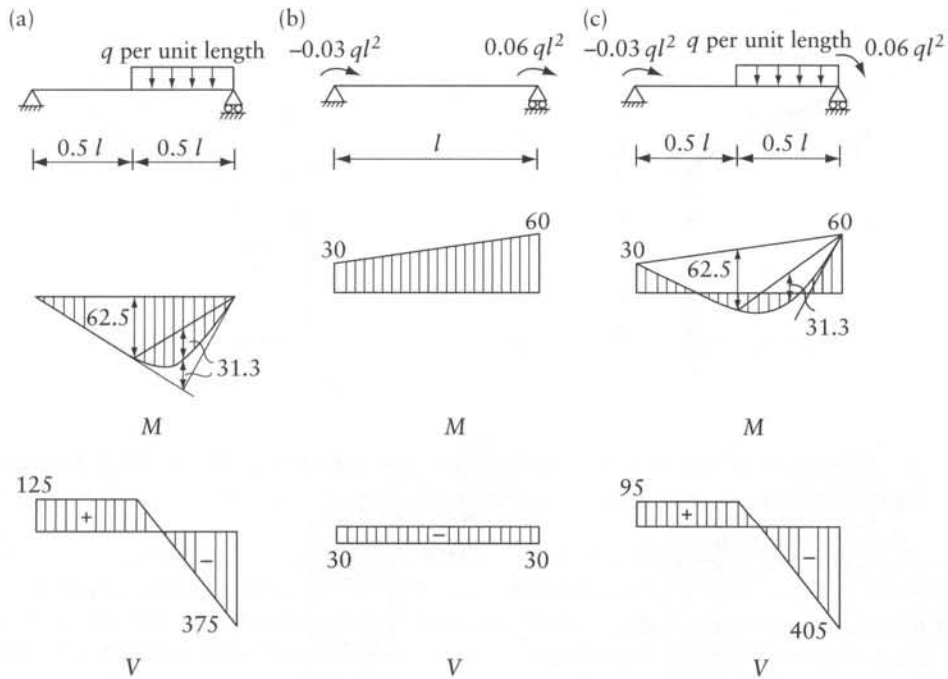 (a)
q per unit length
0.5 l 0.5 l
62.5
31.3
M
125
+
−
375
V
(b)
−0.03 ql² 0.06 ql²
l
30 60
M
−
30 30
V
(c)
−0.03 ql² q per unit length 0.06 ql²
0.5 l 0.5 l
30 60
62.5
31.3
M
95
+
−
405
V